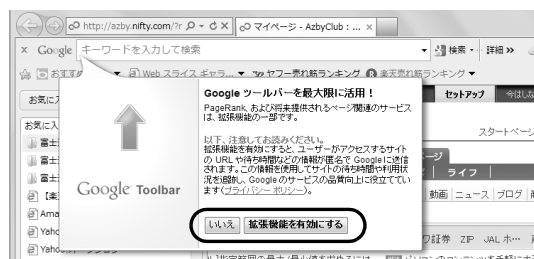 http://azby.nifty.com/?r
マイページ - AzbyClub : ... ×
× Google キーワードを入力して検索 検索 詳細 »
Web スライス ギャラ... ヤフー売れ筋ランキング 楽天売れ筋ランキング
お気に入
セットアップ
Google ツールバーを最大限に活用する
PageRank、および将来提供されるページ関連のサービス
は、拡張機能の一部です。
以下、注意してお読みください。
拡張機能を有効にすると、ユーザーがアクセスするサイト
の URL や待ち時間などの情報が匿名で Googleに送信
されます。この情報を使用してサイトの待ち時間や利用状
況を追跡し、Google のサービスの品質向上に役立ててい
ます(プライバシー ポリシー)。
Google Toolbar
いいえ 拡張機能を有効にする
お気に入
富士
富士
富士
【楽
Ama
Yaho
スタートページ
ライフ
動画 ニュース ブログ
証券 ZIP JAL ホ…